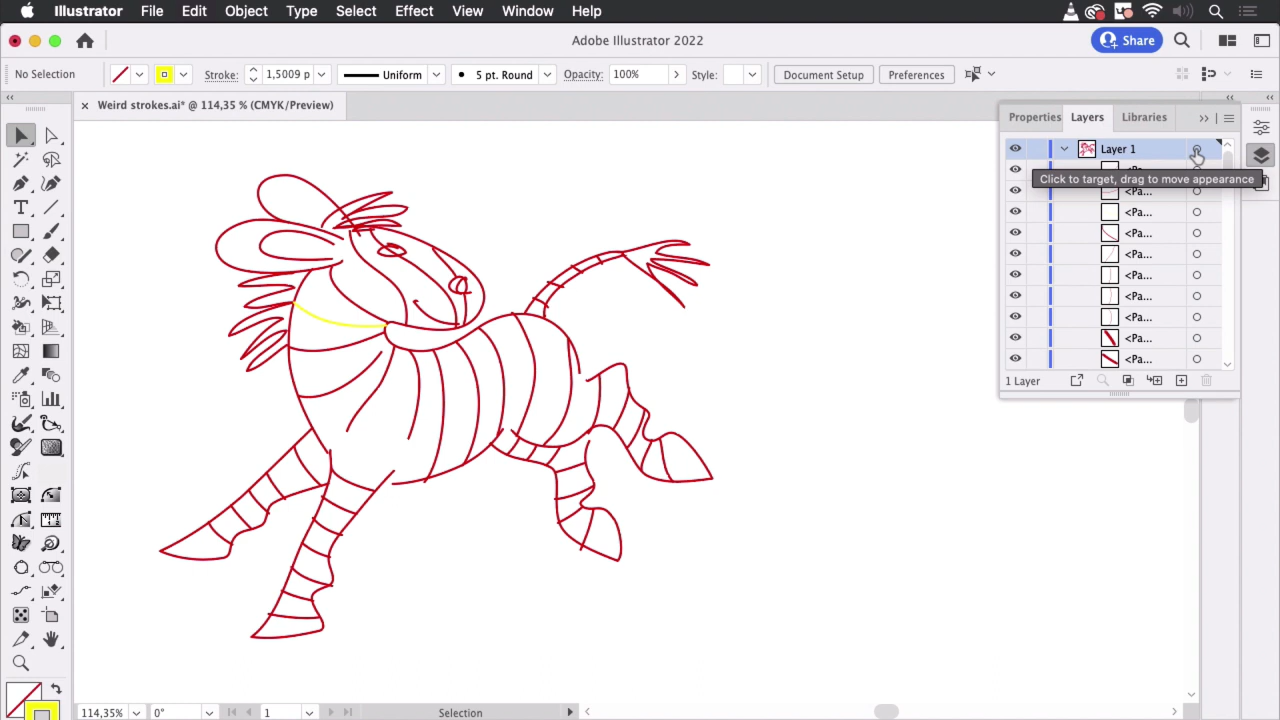 Illustrator File Edit Object Type Select Effect View Window Help
Adobe Illustrator 2022
Share
No Selection Stroke: 1,5009 p Uniform 5 pt. Round Opacity: 100% Style: Document Setup Preferences
Weird strokes.ai* @ 114,35 % (CMYK/Preview)
Properties Layers Libraries
Layer 1
Click to target, drag to move appearance
<Pa...
<Pa...
<Pa...
<Pa...
<Pa...
<Pa...
<Pa...
<Pa...
<Pa...
1 Layer
114,35% 0° 1 Selection